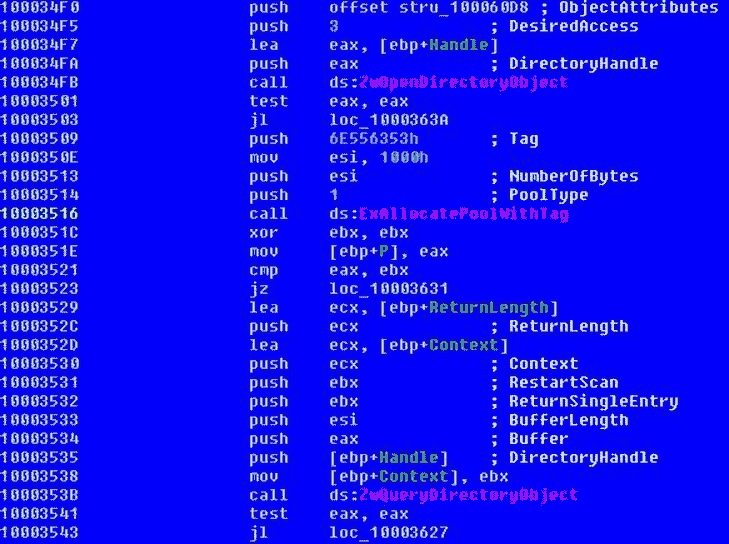 100034F0 push offset stru_100060D8 ; ObjectAttributes
100034F5 push 3 ; DesiredAccess
100034F7 lea eax, [ebp+Handle]
100034FA push eax ; DirectoryHandle
100034FB call ds:ZwOpenDirectoryObject
10003501 test eax, eax
10003503 jl loc_1000363A
10003509 push 6E556353h ; Tag
1000350E mov esi, 1000h
10003513 push esi ; NumberOfBytes
10003514 push 1 ; PoolType
10003516 call ds:ExAllocatePoolWithTag
1000351C xor ebx, ebx
1000351E mov [ebp+P], eax
10003521 cmp eax, ebx
10003523 jz loc_10003631
10003529 lea ecx, [ebp+ReturnLength]
1000352C push ecx ; ReturnLength
1000352D lea ecx, [ebp+Context]
10003530 push ecx ; Context
10003531 push ebx ; RestartScan
10003532 push ebx ; ReturnSingleEntry
10003533 push esi ; BufferLength
10003534 push eax ; Buffer
10003535 push [ebp+Handle] ; DirectoryHandle
10003538 mov [ebp+Context], ebx
1000353B call ds:ZwQueryDirectoryObject
10003541 test eax, eax
10003543 jl loc_10003627